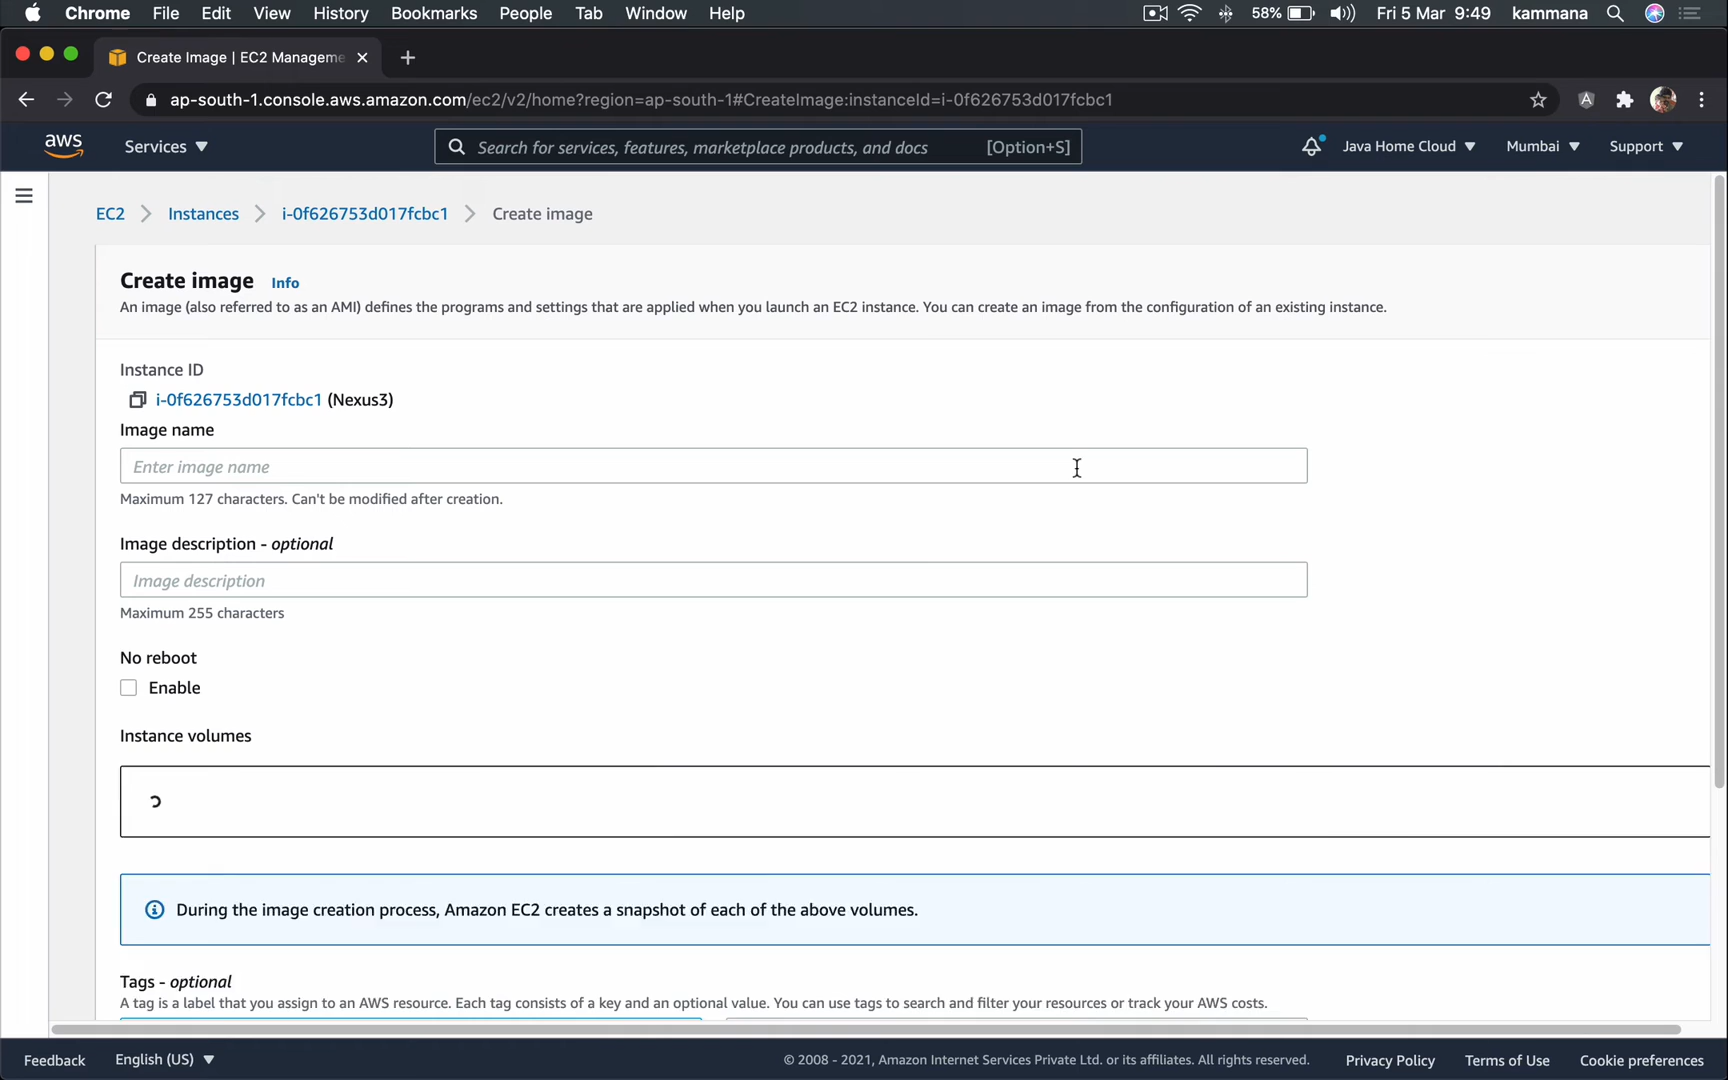 Chrome File Edit View History Bookmarks People Tab Window Help 58% Fri 5 Mar 9:49 kammana
Create Image | EC2 Manageme
ap-south-1.console.aws.amazon.com/ec2/v2/home?region=ap-south-1#CreateImage:instanceId=i-0f626753d017fcbc1
aws Services Search for services, features, marketplace products, and docs [Option+S] Java Home Cloud Mumbai Support
EC2 Instances i-0f626753d017fcbc1 Create image
Create image Info
An image (also referred to as an AMI) defines the programs and settings that are applied when you launch an EC2 instance. You can create an image from the configuration of an existing instance.
Instance ID
i-0f626753d017fcbc1 (Nexus3)
Image name
Enter image name
Maximum 127 characters. Can't be modified after creation.
Image description - optional
Image description
Maximum 255 characters
No reboot
Enable
Instance volumes
During the image creation process, Amazon EC2 creates a snapshot of each of the above volumes.
Tags - optional
A tag is a label that you assign to an AWS resource. Each tag consists of a key and an optional value. You can use tags to search and filter your resources or track your AWS costs.
Feedback English (US) © 2008 - 2021, Amazon Internet Services Private Ltd. or its affiliates. All rights reserved. Privacy Policy Terms of Use Cookie preferences